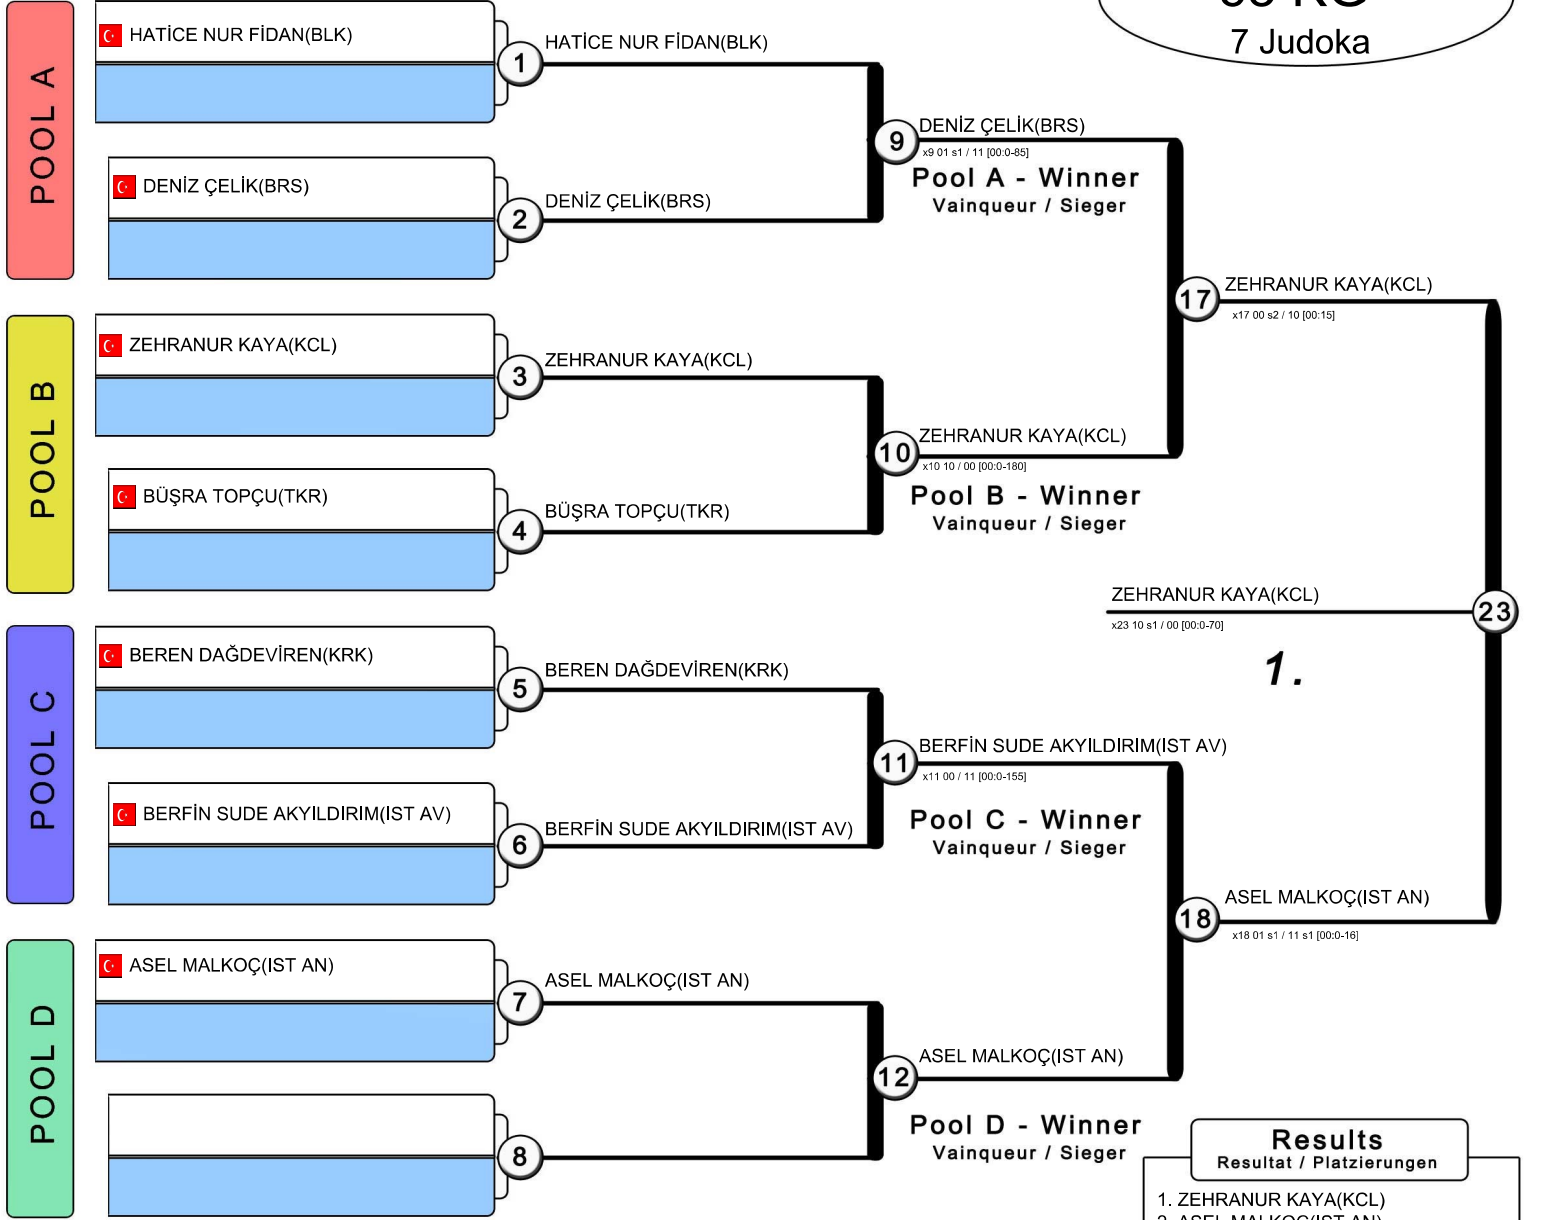 KG
7 Judoka
POOL A
HATİCE NUR FİDAN(BLK)
1
HATİCE NUR FİDAN(BLK)
DENİZ ÇELİK(BRS)
2
DENİZ ÇELİK(BRS)
9
DENİZ ÇELİK(BRS)
x9 01 s1 / 11 [00:0-85]
Pool A - Winner
Vainqueur / Sieger
POOL B
ZEHRANUR KAYA(KCL)
3
ZEHRANUR KAYA(KCL)
BÜŞRA TOPÇU(TKR)
4
BÜŞRA TOPÇU(TKR)
10
ZEHRANUR KAYA(KCL)
x10 10 / 00 [00:0-180]
Pool B - Winner
Vainqueur / Sieger
17
ZEHRANUR KAYA(KCL)
x17 00 s2 / 10 [00:15]
ZEHRANUR KAYA(KCL)
23
x23 10 s1 / 00 [00:0-70]
1.
POOL C
BEREN DAĞDEVİREN(KRK)
5
BEREN DAĞDEVİREN(KRK)
BERFİN SUDE AKYILDIRIM(IST AV)
6
BERFİN SUDE AKYILDIRIM(IST AV)
11
BERFİN SUDE AKYILDIRIM(IST AV)
x11 00 / 11 [00:0-155]
Pool C - Winner
Vainqueur / Sieger
POOL D
ASEL MALKOÇ(IST AN)
7
ASEL MALKOÇ(IST AN)
8
12
ASEL MALKOÇ(IST AN)
Pool D - Winner
Vainqueur / Sieger
18
ASEL MALKOÇ(IST AN)
x18 01 s1 / 11 s1 [00:0-16]
Results
Resultat / Platzierungen
1. ZEHRANUR KAYA(KCL)
2. ASEL MALKOÇ(IST AN)